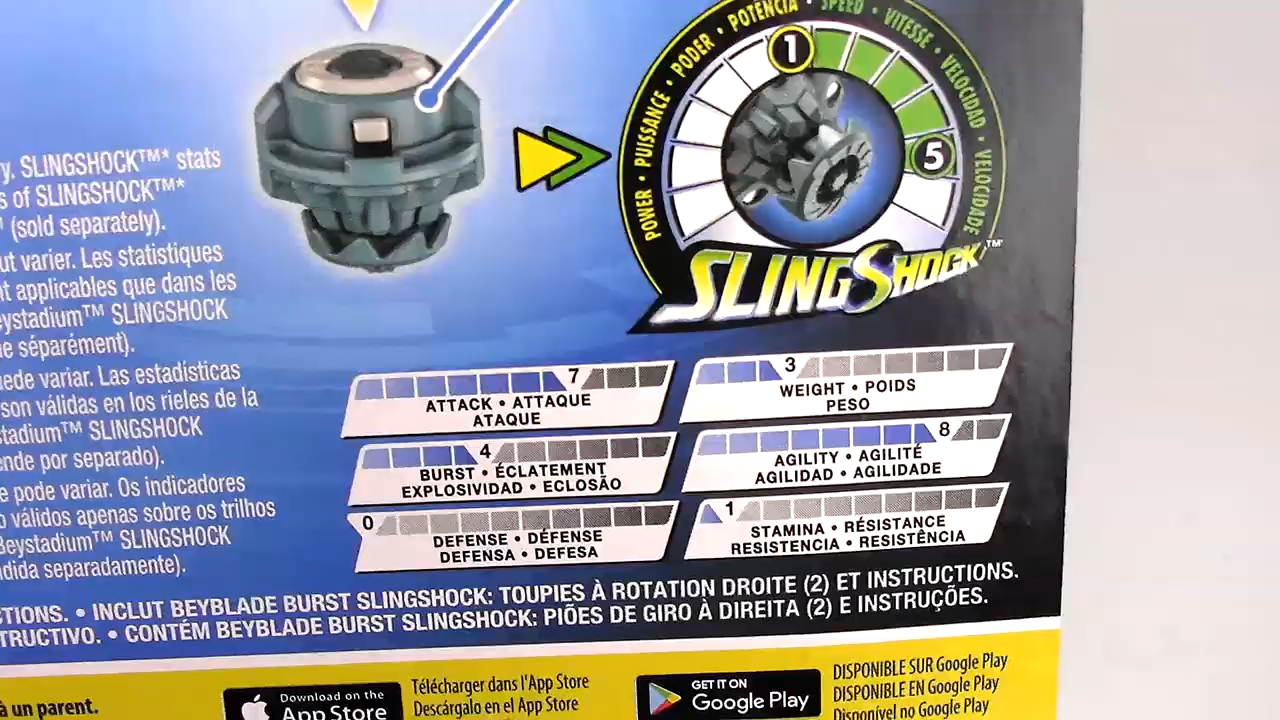 POWER • PUISSANCE • PODER • POTENCIA • SPEED • VITESSE • VELOCIDAD • VELOCIDADE
1
5
SLINGSHOCK™
y. SLINGSHOCK™* stats
s of SLINGSHOCK™*
(sold separately).
ut varier. Les statistiques
nt applicables que dans les
eystadium™ SLINGSHOCK
ue séparément).
uede variar. Las estadísticas
son válidas en los rieles de la
stadium™ SLINGSHOCK
ende por separado).
e pode variar. Os indicadores
o válidos apenas sobre os trilhos
Beystadium™ SLINGSHOCK
ndida separadamente).
7
ATTACK • ATTAQUE
ATAQUE
3
WEIGHT • POIDS
PESO
4
BURST • ÉCLATEMENT
EXPLOSIVIDAD • ECLOSÃO
8
AGILITY • AGILITÉ
AGILIDAD • AGILIDADE
0
DEFENSE • DÉFENSE
DEFENSA • DEFESA
1
STAMINA • RÉSISTANCE
RESISTENCIA • RESISTÊNCIA
CTIONS. • INCLUT BEYBLADE BURST SLINGSHOCK: TOUPIES À ROTATION DROITE (2) ET INSTRUCTIONS.
TRUCTIVO. • CONTÉM BEYBLADE BURST SLINGSHOCK: PIÕES DE GIRO À DIREITA (2) E INSTRUÇÕES.
à un parent.
Download on the
App Store
Télécharger dans l'App Store
Descárgalo en el App Store
GET IT ON
Google Play
DISPONIBLE SUR Google Play
DISPONIBLE EN Google Play
Disponível no Google Play